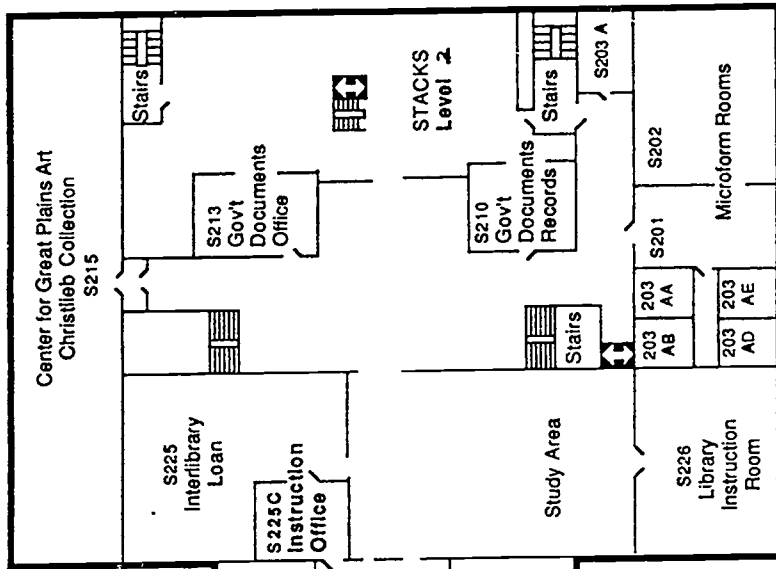 Center for Great Plains Art
Christlieb Collection
S215
Stairs
S213
Gov't
Documents
Office
STACKS
Level 2
Stairs
S203 A
S210
Gov't
Documents
Records
S202
S201
Microform Rooms
S225
Interlibrary
Loan
S225C
Instruction
Office
Stairs
203
AA
203
AB
203
AE
203
AD
Study Area
S226
Library
Instruction
Room